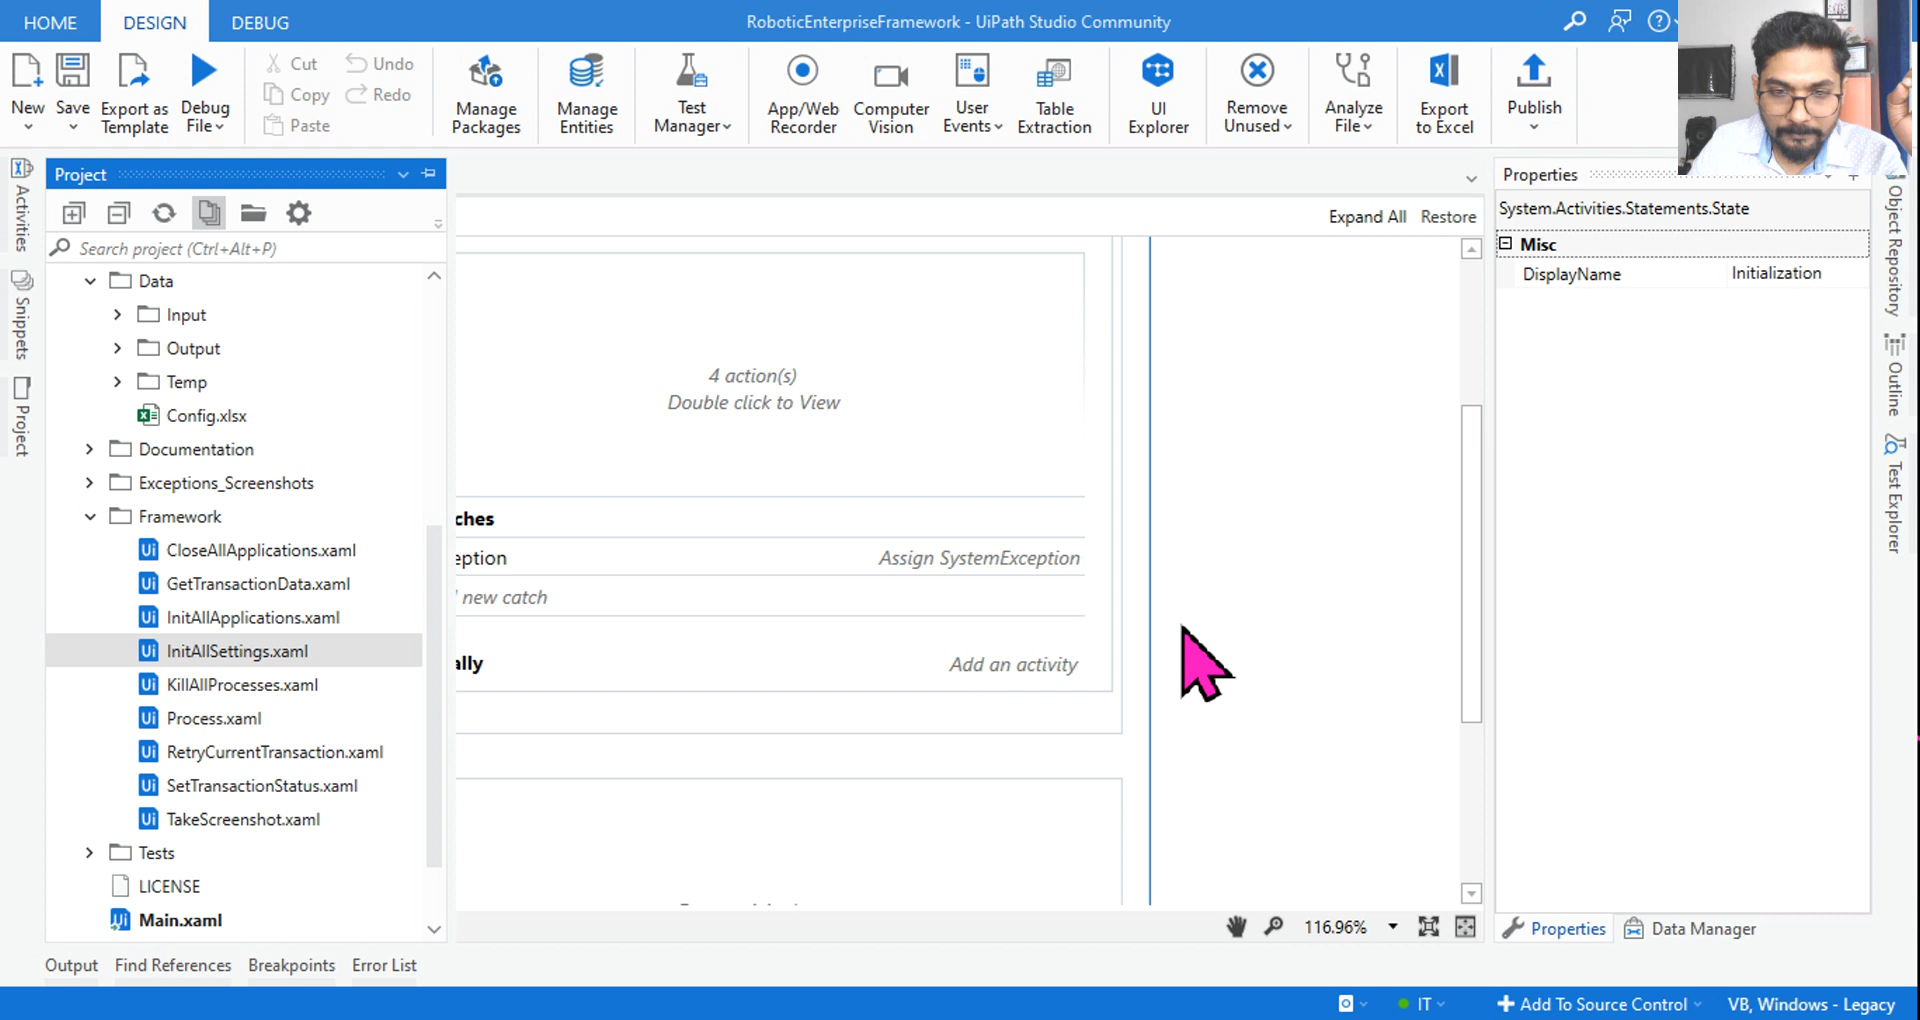 HOME DESIGN DEBUG RoboticEnterpriseFramework - UiPath Studio Community
New Save Export as Template Debug File
Cut Copy Paste Undo Redo
Manage Packages
Manage Entities
Test Manager
App/Web Recorder
Computer Vision
User Events
Table Extraction
UI Explorer
Remove Unused
Analyze File
Export to Excel
Publish
Activities
Snippets
Project
Project
Search project (Ctrl+Alt+P)
Data
Input
Output
Temp
Config.xlsx
Documentation
Exceptions_Screenshots
Framework
CloseAllApplications.xaml
GetTransactionData.xaml
InitAllApplications.xaml
InitAllSettings.xaml
KillAllProcesses.xaml
Process.xaml
RetryCurrentTransaction.xaml
SetTransactionStatus.xaml
TakeScreenshot.xaml
Tests
LICENSE
Main.xaml
Expand All Restore
4 action(s)
Double click to View
ches
eption Assign SystemException
new catch
ally Add an activity
116.96%
Properties
System.Activities.Statements.State
Misc
DisplayName Initialization
Properties Data Manager
Object Repository
Outline
Test Explorer
Output Find References Breakpoints Error List
IT Add To Source Control VB, Windows - Legacy